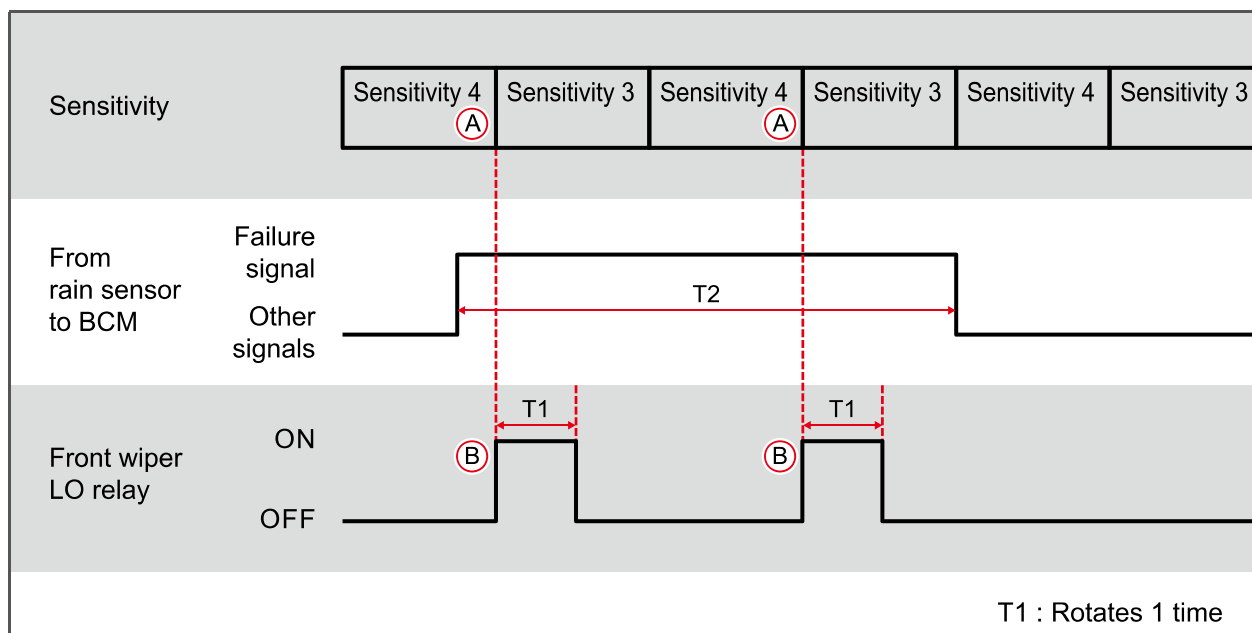 Sensitivity
Sensitivity 4
A
Sensitivity 3
Sensitivity 4
A
Sensitivity 3
Sensitivity 4
Sensitivity 3
From
rain sensor
to BCM
Failure
signal
Other
signals
T2
Front wiper
LO relay
ON
OFF
T1
B
T1
B
T1 : Rotates 1 time